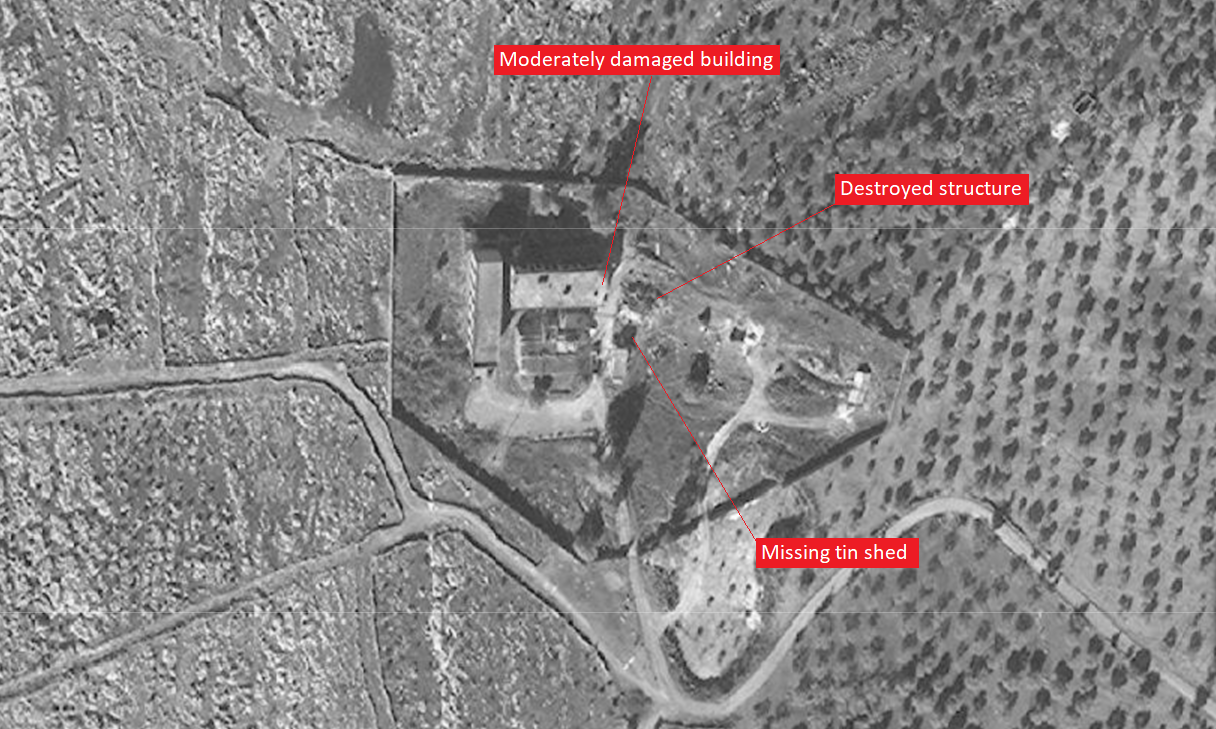 Moderately damaged building
Destroyed structure
Missing tin shed